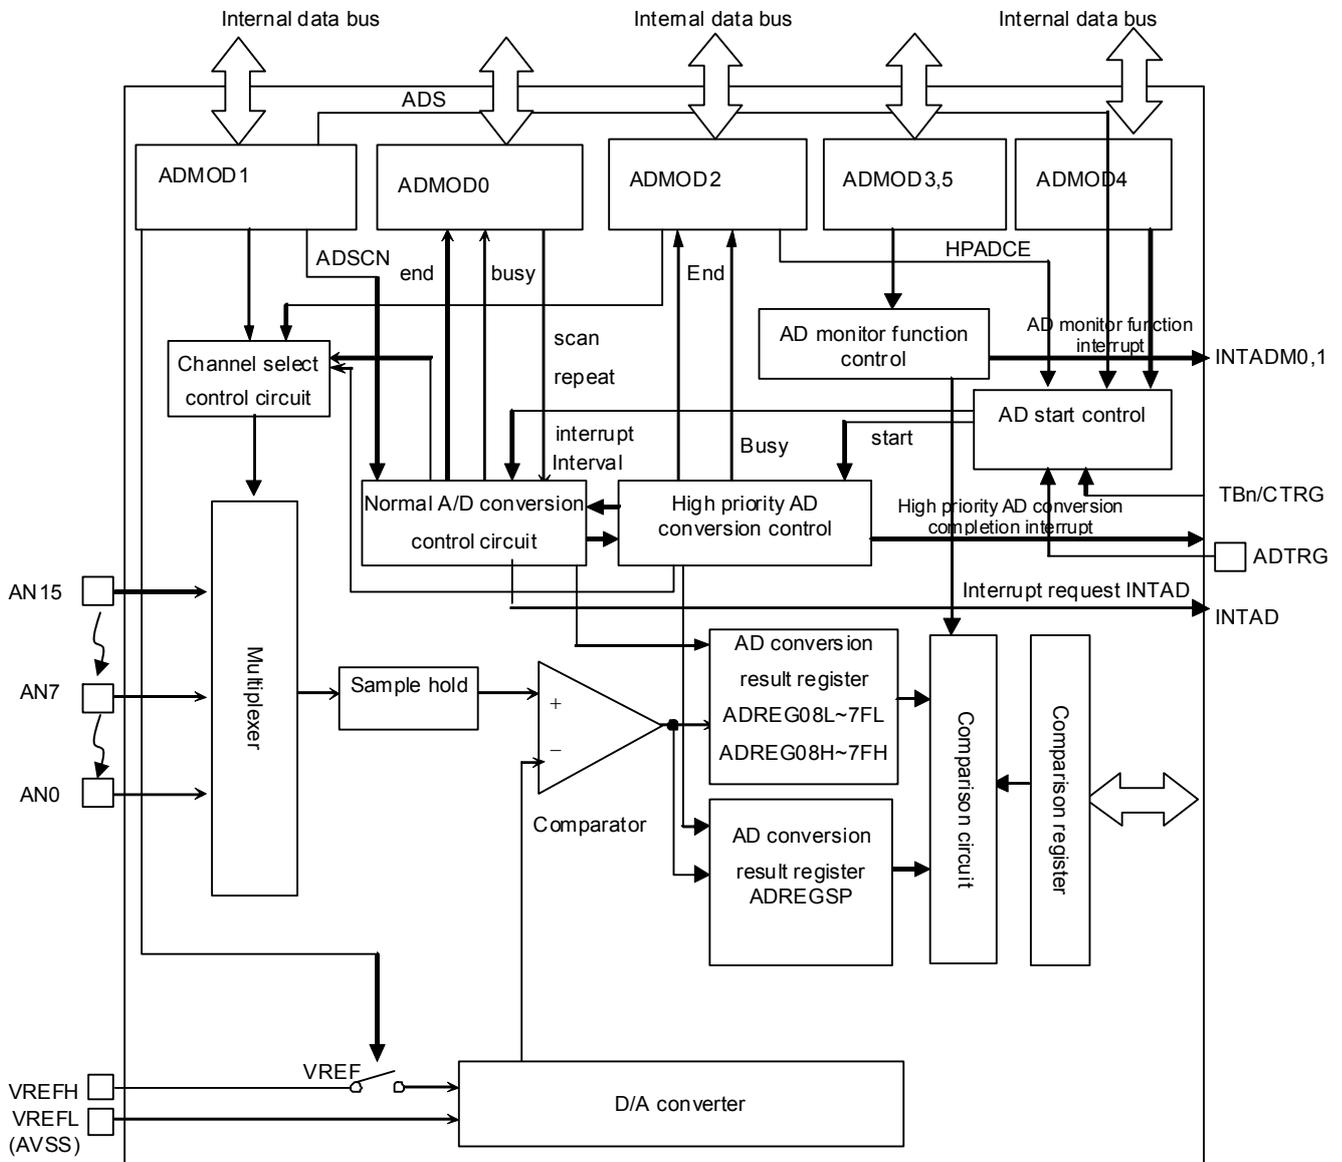 Internal data bus
Internal data bus
Internal data bus
ADS
ADMOD1
ADMOD0
ADMOD2
ADMOD3,5
ADMOD4
ADSCN
end
busy
End
HPADCE
Channel select
control circuit
scan
repeat
interrupt
Interval
AD monitor function
control
AD monitor function
interrupt
INTADM0,1
AD start control
start
Busy
Normal A/D conversion
control circuit
High priority AD
conversion control
High priority AD conversion
completion interrupt
TBn/CTRG
ADTRG
Interrupt request INTAD
INTAD
AN15
AN7
AN0
Multiplexer
Sample hold
+
−
Comparator
AD conversion
result register
ADREG08L~7FL
ADREG08H~7FH
AD conversion
result register
ADREGSP
Comparison circuit
Comparison register
VREF
VREFH
VREFL
(AVSS)
D/A converter